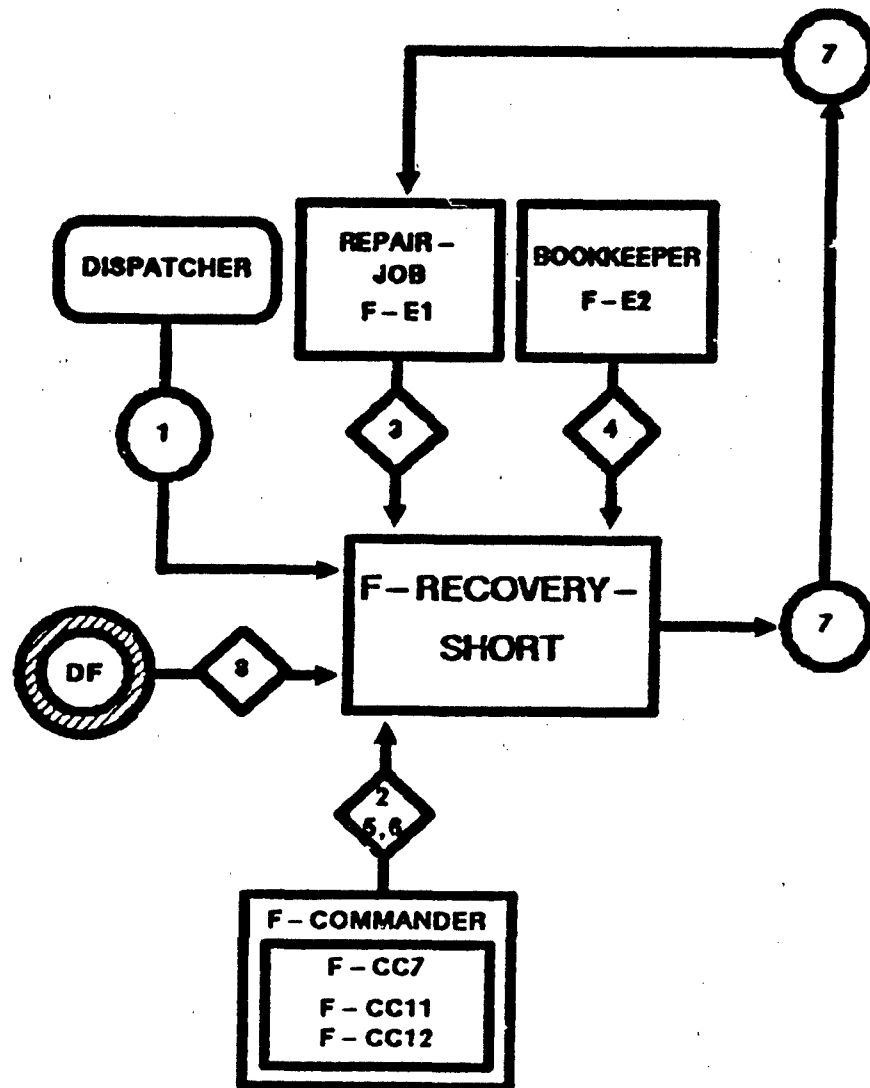 7
REPAIR-
JOB
F-E1
BOOKKEEPER
F-E2
DISPATCHER
1
3
4
F-RECOVERY-
SHORT
7
DF
8
2
5,6
F-COMMANDER
F-CC7
F-CC11
F-CC12